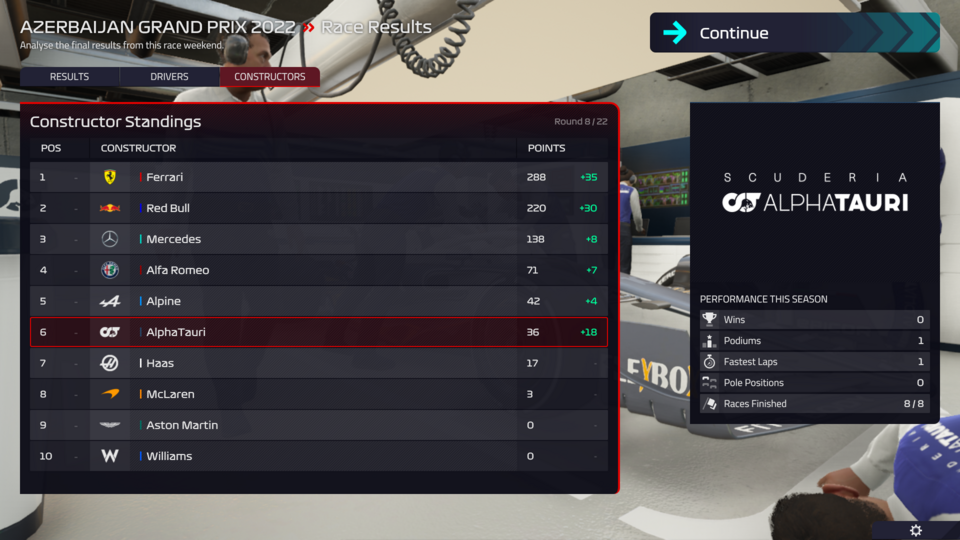 AZERBAIJAN GRAND PRIX 2022 » Race Results
Analyse the final results from this race weekend.
Continue
RESULTS
DRIVERS
CONSTRUCTORS
Constructor Standings
Round 8 / 22
POS CONSTRUCTOR POINTS
1 - Ferrari 288 +35
2 - Red Bull 220 +30
3 - Mercedes 138 +8
4 - Alfa Romeo 71 +7
5 - Alpine 42 +4
6 - AlphaTauri 36 +18
7 - Haas 17 -
8 - McLaren 3 -
9 - Aston Martin 0 -
10 - Williams 0 -
SCUDERIA
ALPHATAURI
PERFORMANCE THIS SEASON
Wins 0
Podiums 1
Fastest Laps 1
Pole Positions 0
Races Finished 8 / 8